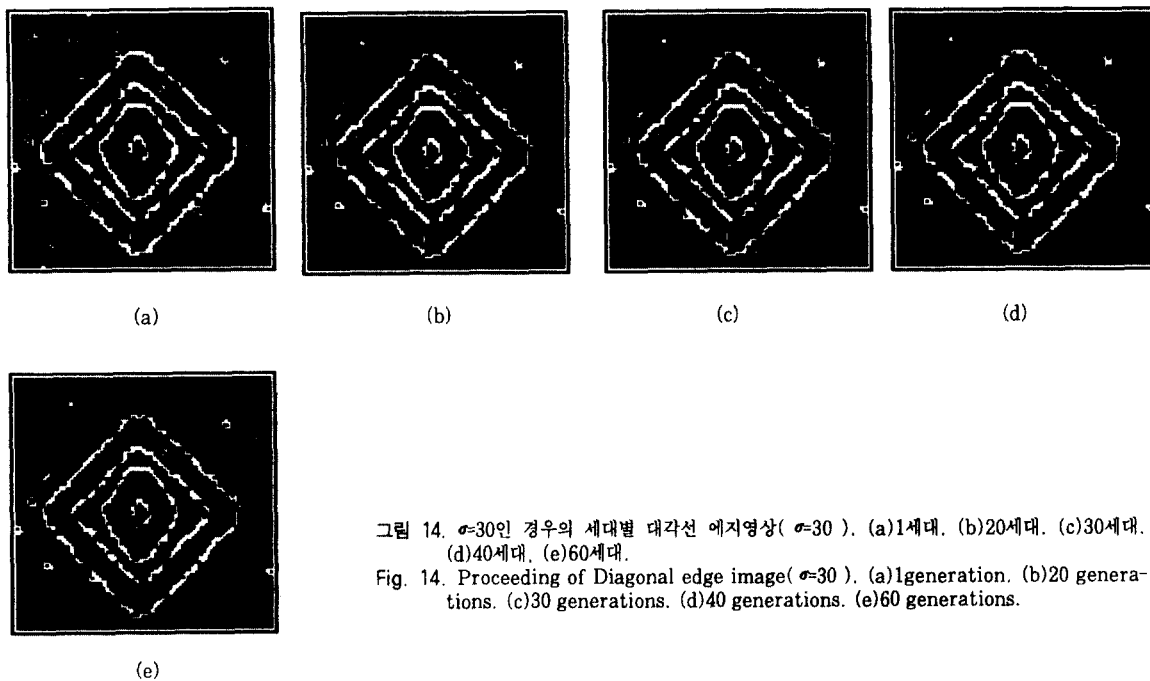 (a)
(b)
(c)
(d)
(e)
그림 14. σ=30인 경우의 세대별 대각선 에지영상( σ=30 ). (a)1세대. (b)20세대. (c)30세대.
(d)40세대, (e)60세대.
Fig. 14. Proceeding of Diagonal edge image( σ=30 ). (a)1generation. (b)20 genera-
tions. (c)30 generations. (d)40 generations. (e)60 generations.